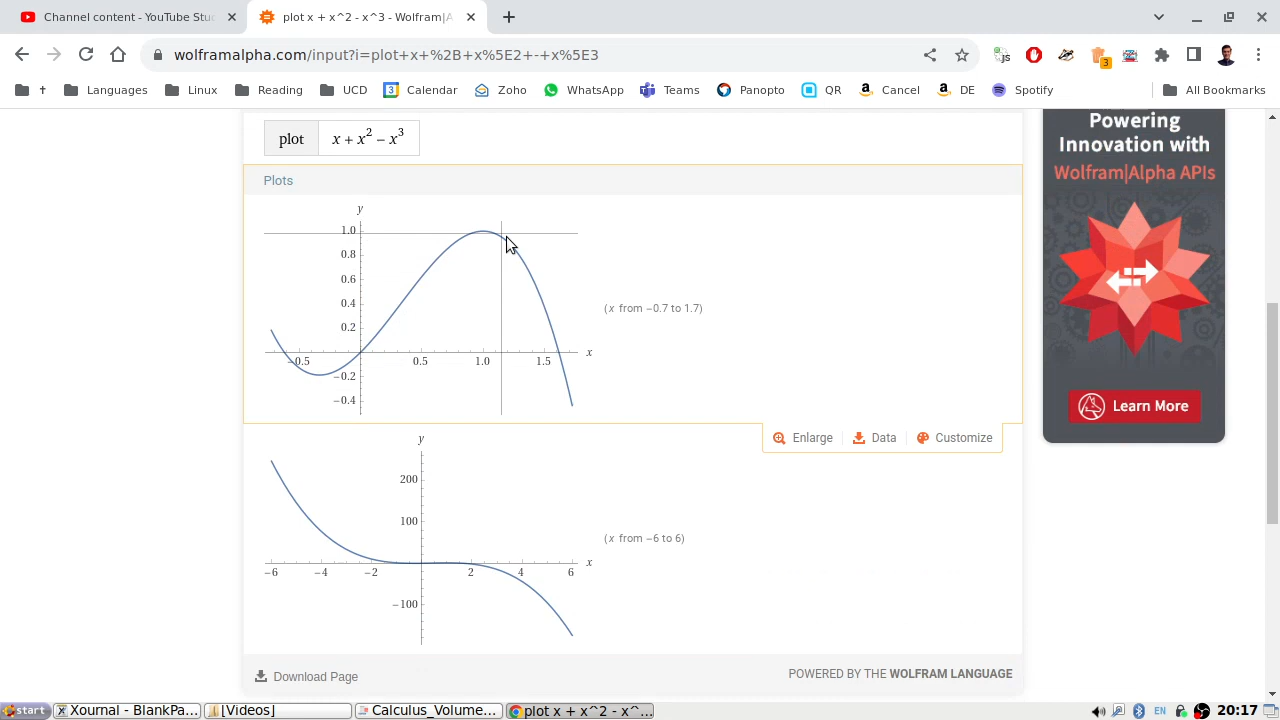 Channel content - YouTube Stu
plot x + x^2 - x^3 - Wolfram|A
wolframalpha.com/input?i=plot+x+%2B+x%5E2+-+x%5E3
js
3
†
Languages
Linux
Reading
UCD
3
Calendar
Zoho
WhatsApp
Teams
Panopto
QR
Cancel
DE
Spotify
All Bookmarks
plot
x + x² – x³
Plots
y
1.0
0.8
0.6
0.4
0.2
−0.2
−0.4
−0.5
0.5
1.0
1.5
x
(x from −0.7 to 1.7)
Enlarge
Data
Customize
y
200
100
−100
−6
−4
−2
2
4
6
x
(x from −6 to 6)
Download Page
POWERED BY THE WOLFRAM LANGUAGE
Powering
Innovation with
Wolfram|Alpha APIs
Learn More
start
Xournal - BlankPa...
[Videos]
Calculus_Volume...
plot x + x^2 - x^...
EN
20:17